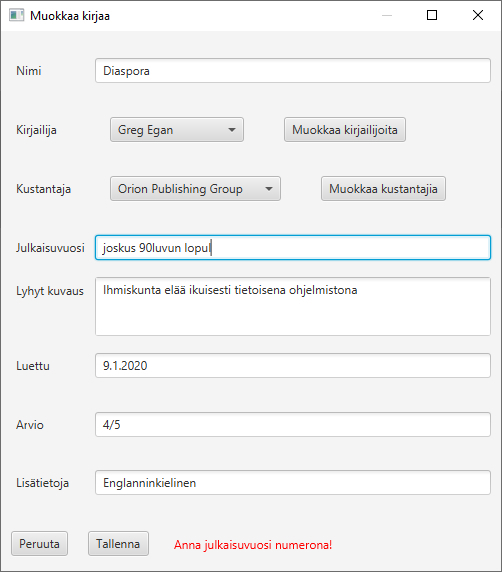 Muokkaa kirjaa
Nimi Diaspora
Kirjailija Greg Egan Muokkaa kirjailijoita
Kustantaja Orion Publishing Group Muokkaa kustantajia
Julkaisuvuosi joskus 90luvun lopul
Lyhyt kuvaus Ihmiskunta elää ikuisesti tietoisena ohjelmistona
Luettu 9.1.2020
Arvio 4/5
Lisätietoja Englanninkielinen
Peruuta Tallenna Anna julkaisuvuosi numerona!